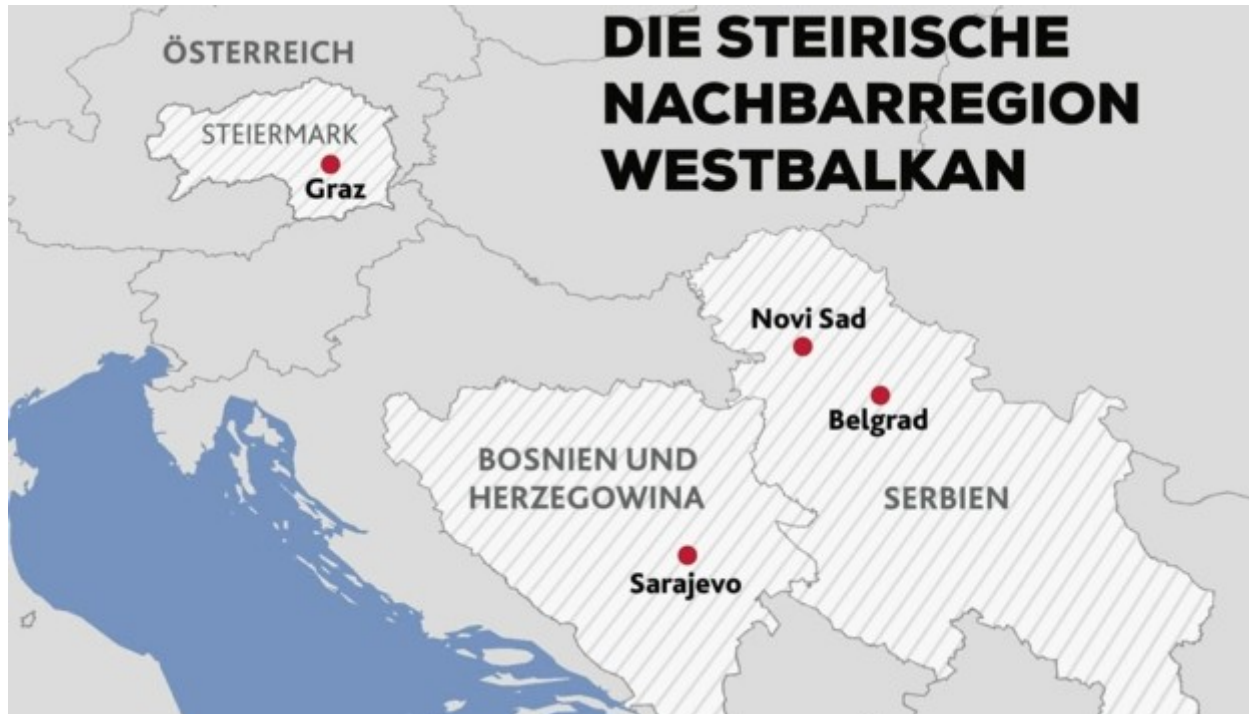 DIE STEIRISCHE
NACHBARREGION
WESTBALKAN
ÖSTERREICH
STEIERMARK
Graz
Novi Sad
Belgrad
BOSNIEN UND
HERZEGOWINA
SERBIEN
Sarajevo